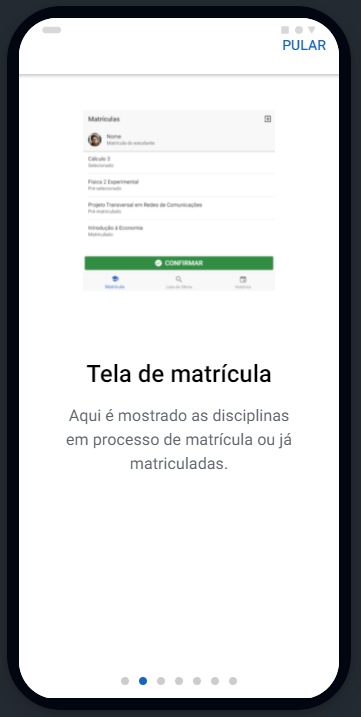 PULAR
Matrículas
Nome
Matrícula do estudante
Cálculo 3
Selecionado
Física 2 Experimental
Pré-selecionado
Projeto Transversal em Redes de Comunicações
Pré-matriculado
Introdução à Economia
Matriculado
CONFIRMAR
Matrícula
Lista de Oferta
Tela de matrícula
Aqui é mostrado as disciplinas
em processo de matrícula ou já
matriculadas.